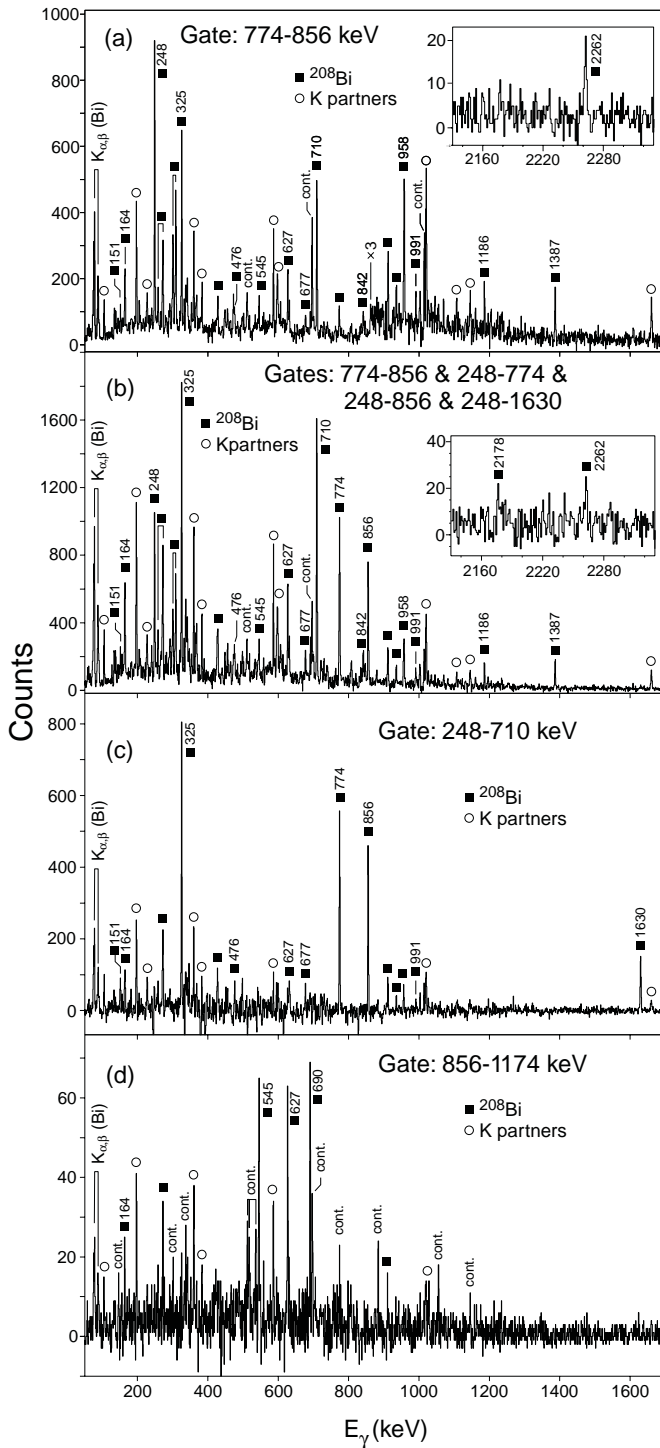 (a) Gate: 774-856 keV
■ ²⁰⁸Bi
○ K partners
K_α,β (Bi)
151
164
248
325
476
cont.
545
627
677
cont.
710
×3
842
958
991
cont.
1186
1387
2262
20
10
0
2160 2220 2280
1000
800
600
400
200
0
(b) Gates: 774-856 & 248-774 &
248-856 & 248-1630
■ ²⁰⁸Bi
○ Kpartners
K_α,β (Bi)
151
164
248
325
476
cont.
545
627
677
cont.
710
774
856
842
958
991
1186
1387
2178
2262
40
20
0
2160 2220 2280
1600
1200
800
400
0
Counts
(c) Gate: 248-710 keV
■ ²⁰⁸Bi
○ K partners
K_α,β (Bi)
151
164
325
476
627
677
774
856
991
1630
800
600
400
200
0
(d) Gate: 856-1174 keV
■ ²⁰⁸Bi
○ K partners
K_α,β (Bi)
cont.
164
cont.
cont.
cont.
545
627
690
cont.
cont.
cont.
cont.
cont.
60
40
20
0
200 400 600 800 1000 1200 1400 1600
E_γ (keV)